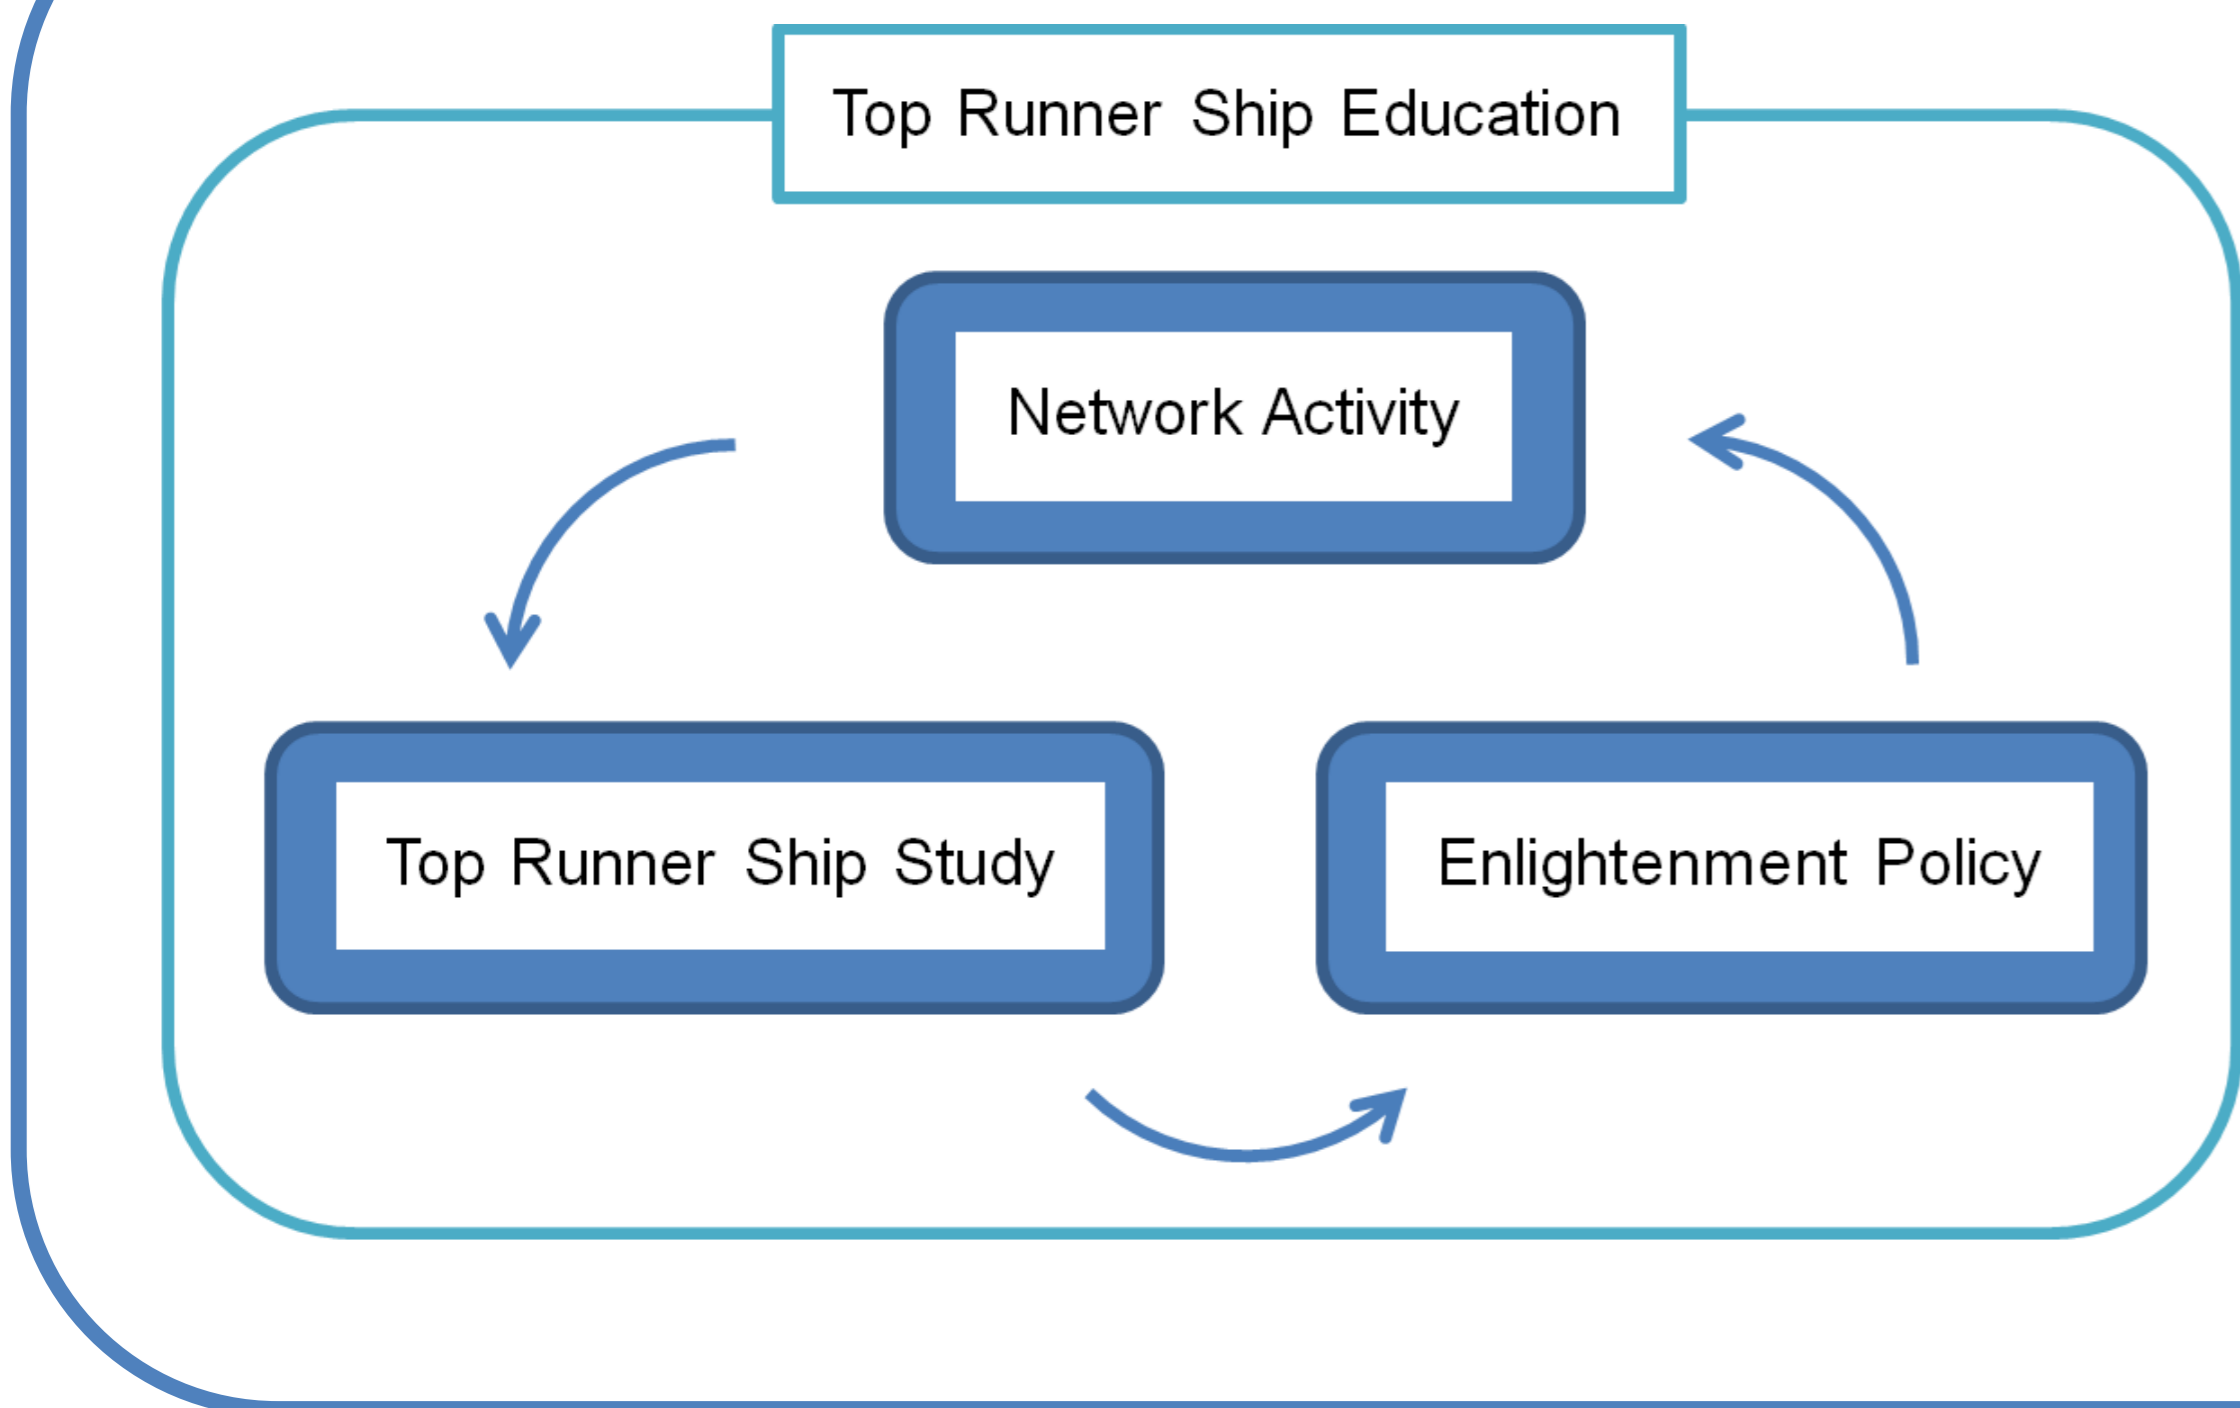 Top Runner Ship Education
Network Activity
Top Runner Ship Study
Enlightenment Policy